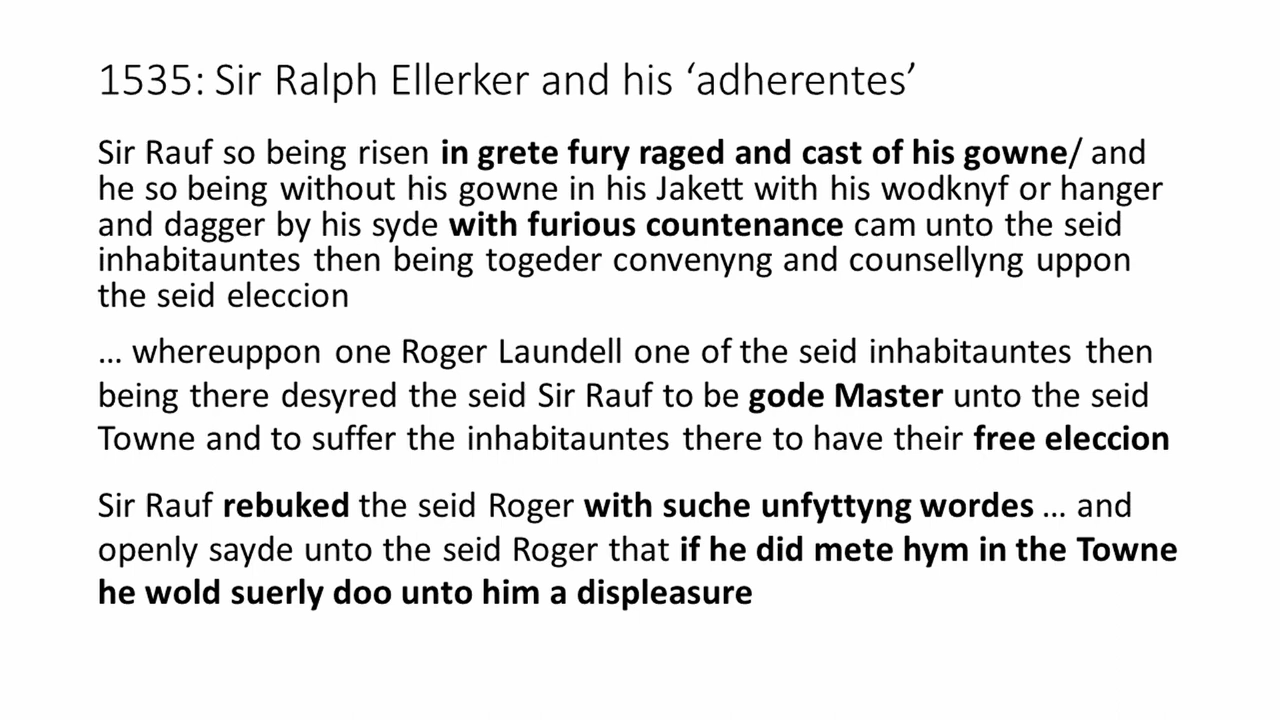 1535: Sir Ralph Ellerker and his ‘adherentes’
Sir Rauf so being risen in grete fury raged and cast of his gowne/ and
he so being without his gowne in his Jakett with his wodknyf or hanger
and dagger by his syde with furious countenance cam unto the seid
inhabitauntes then being togeder convenyng and counsellyng uppon
the seid eleccion
… whereuppon one Roger Laundell one of the seid inhabitauntes then
being there desyred the seid Sir Rauf to be gode Master unto the seid
Towne and to suffer the inhabitauntes there to have their free eleccion
Sir Rauf rebuked the seid Roger with suche unfyttyng wordes … and
openly sayde unto the seid Roger that if he did mete hym in the Towne
he wold suerly doo unto him a displeasure